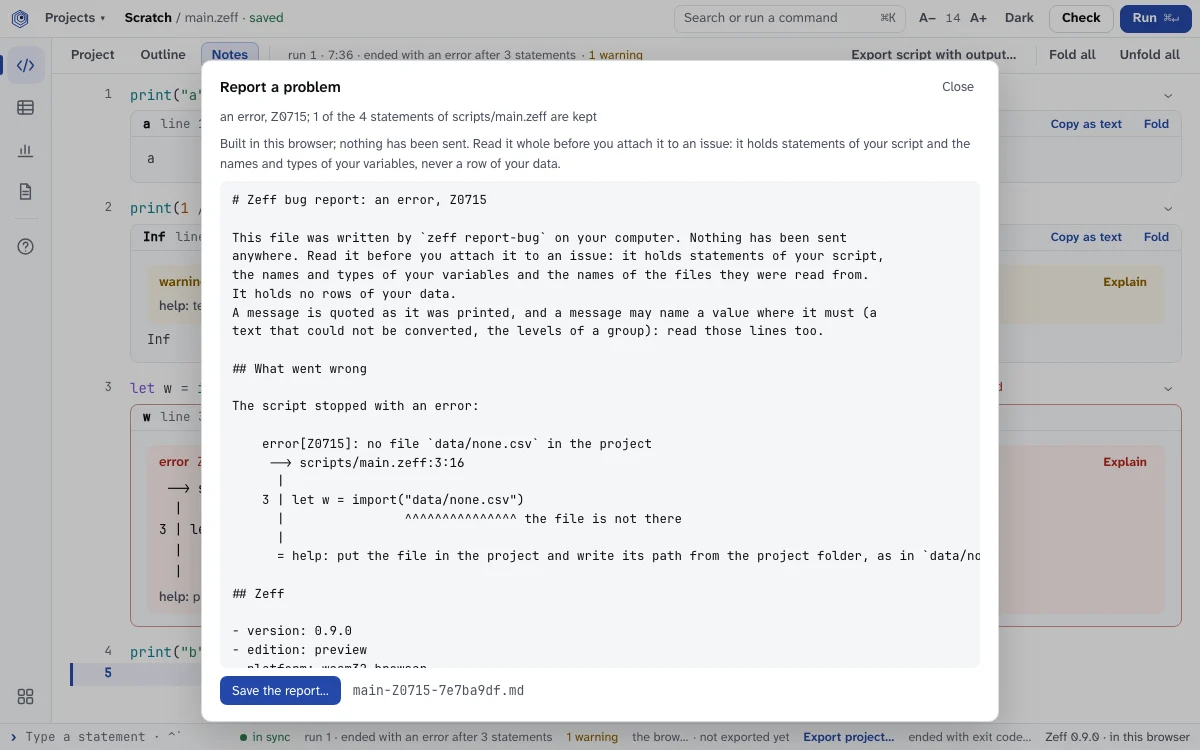 Projects ▾ Scratch / main.zeff · saved Search or run a command ⌘K A– 14 A+ Dark Check Run ⌘↵
Project Outline Notes run 1 · 7:36 · ended with an error after 3 statements · 1 warning Export script with output... Fold all Unfold all
Report a problem Close
an error, Z0715; 1 of the 4 statements of scripts/main.zeff are kept
Built in this browser; nothing has been sent. Read it whole before you attach it to an issue: it holds statements of your script and the
names and types of your variables, never a row of your data.
# Zeff bug report: an error, Z0715
This file was written by `zeff report-bug` on your computer. Nothing has been sent
anywhere. Read it before you attach it to an issue: it holds statements of your script,
the names and types of your variables and the names of the files they were read from.
It holds no rows of your data.
A message is quoted as it was printed, and a message may name a value where it must (a
text that could not be converted, the levels of a group): read those lines too.
## What went wrong
The script stopped with an error:
error[Z0715]: no file `data/none.csv` in the project
--> scripts/main.zeff:3:16
|
3 | let w = import("data/none.csv")
| ^^^^^^^^^^^^^^^ the file is not there
|
= help: put the file in the project and write its path from the project folder, as in `data/no
## Zeff
- version: 0.9.0
- edition: preview
- platform: wasm32 browser
Save the report... main-Z0715-7e7ba9df.md
1 print("a"
a line
Copy as text Fold
a
2 print(1
Inf line
Copy as text Fold
Explain
help:
Inf
3 let w =
w line
error
Explain
3 |
help:
4 print("b"
5
› Type a statement · ^` in sync run 1 · ended with an error after 3 statements 1 warning the brow... · not exported yet Export project... ended with exit code... Zeff 0.9.0 · in this browser